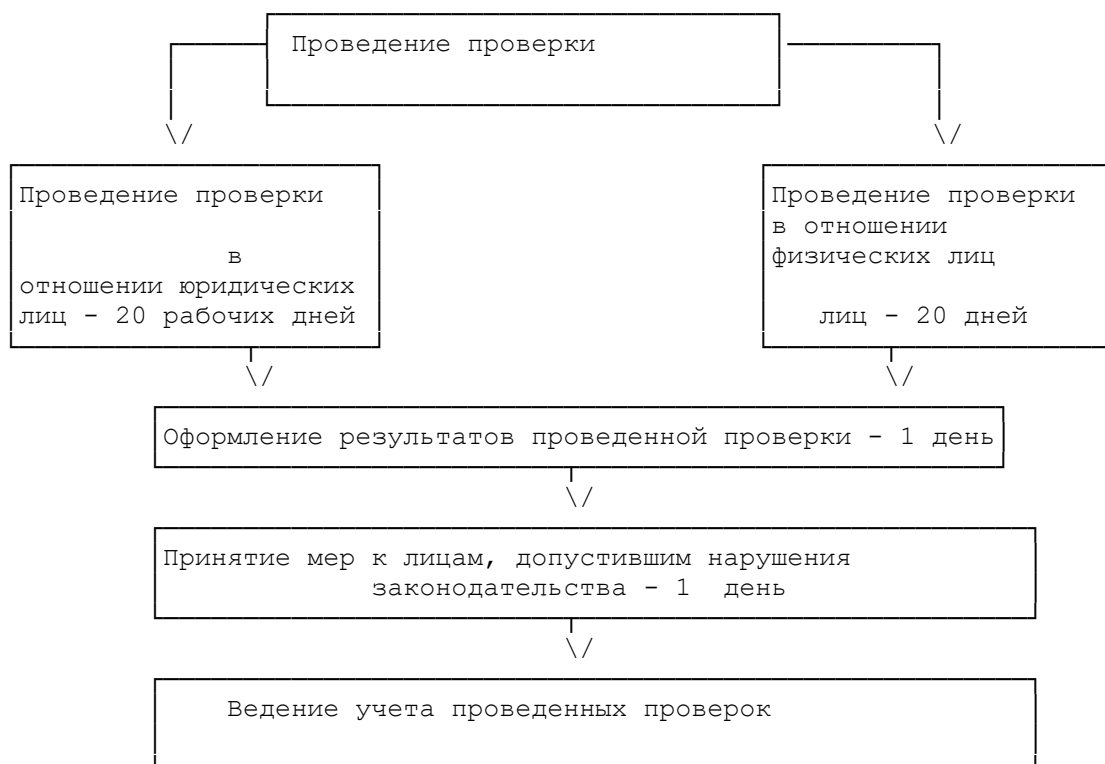 Проведение проверки
Проведение проверки
в
отношении юридических
лиц - 20 рабочих дней
Проведение проверки
в отношении
физических лиц
лиц - 20 дней
Оформление результатов проведенной проверки - 1 день
Принятие мер к лицам, допустившим нарушения
законодательства - 1 день
Ведение учета проведенных проверок